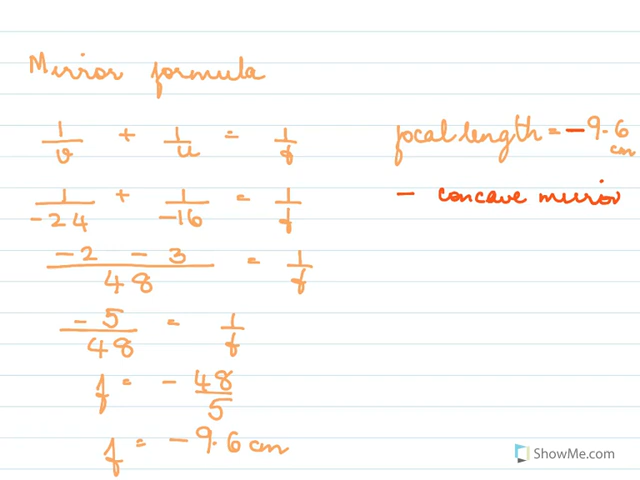 Mirror formula
1/v + 1/u = 1/f
1/-24 + 1/-16 = 1/f
-2 - 3/48 = 1/f
-5/48 = 1/f
f = - 48/5
f = - 9.6 cm
focal length = - 9.6 cm
- concave mirror
ShowMe.com